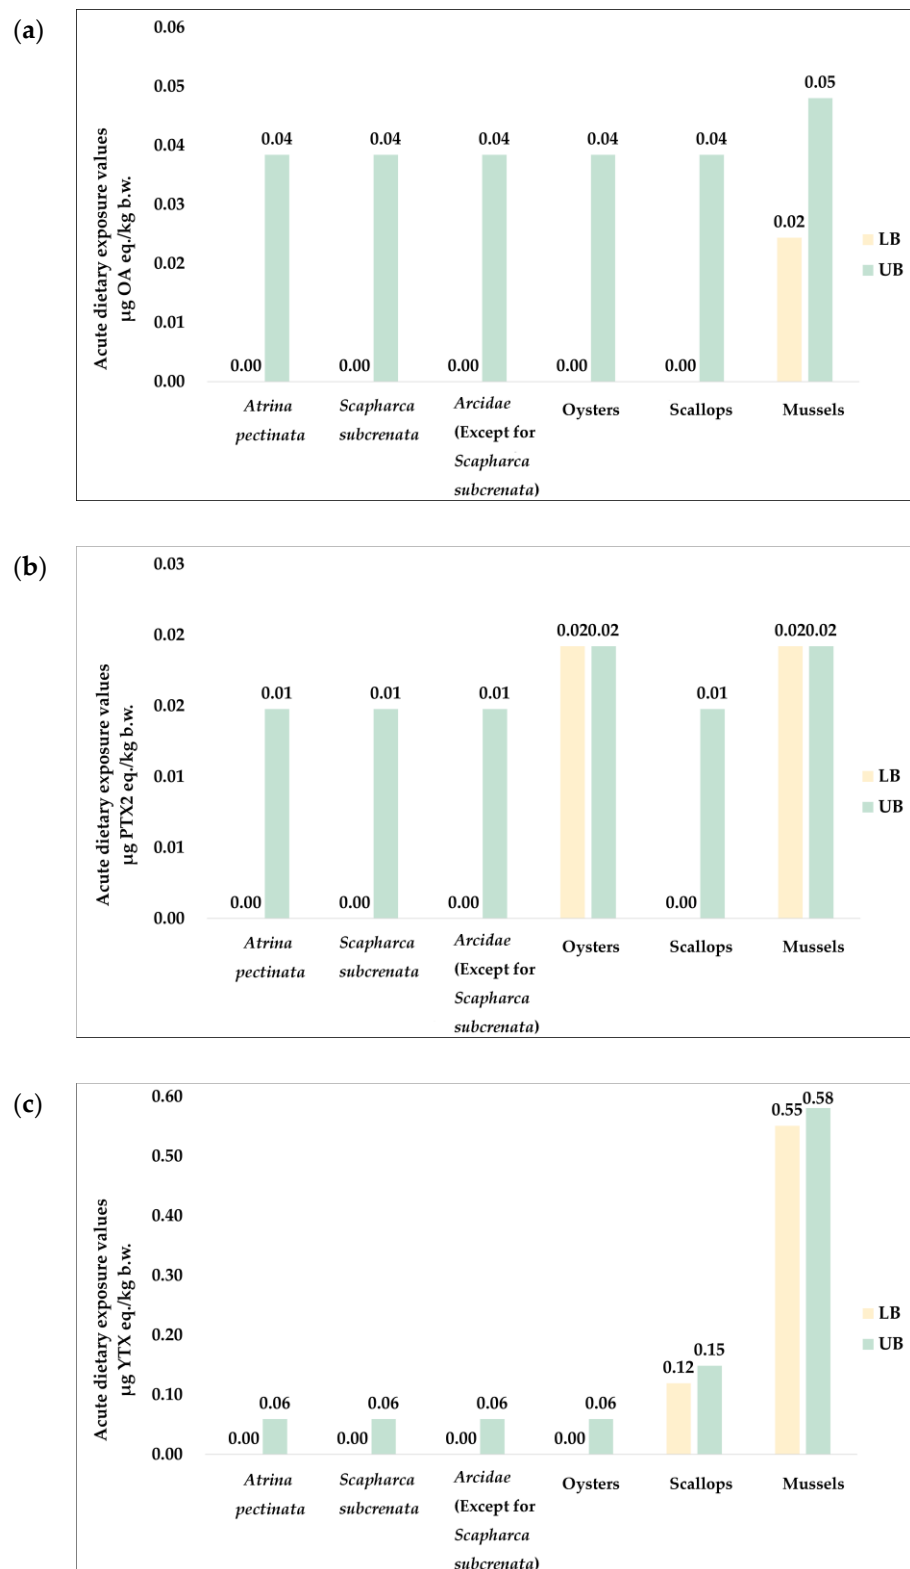 (a)
0.06
0.05
0.04
0.03
0.02
0.01
0.00
Acute dietary exposure values
µg OA eq./kg b.w.
0.00 0.04
0.00 0.04
0.00 0.04
0.00 0.04
0.00 0.04
0.02 0.05
Atrina
pectinata
Scapharca
subcrenata
Arcidae
(Except for
Scapharca
subcrenata)
Oysters
Scallops
Mussels
LB
UB
(b)
0.03
0.02
0.02
0.01
0.01
0.00
Acute dietary exposure values
µg PTX2 eq./kg b.w.
0.00 0.01
0.00 0.01
0.00 0.01
0.02 0.02
0.00 0.01
0.02 0.02
Atrina
pectinata
Scapharca
subcrenata
Arcidae
(Except for
Scapharca
subcrenata)
Oysters
Scallops
Mussels
LB
UB
(c)
0.60
0.50
0.40
0.30
0.20
0.10
0.00
Acute dietary exposure values
µg YTX eq./kg b.w.
0.00 0.06
0.00 0.06
0.00 0.06
0.00 0.06
0.12 0.15
0.55 0.58
Atrina
pectinata
Scapharca
subcrenata
Arcidae
(Except for
Scapharca
subcrenata)
Oysters
Scallops
Mussels
LB
UB